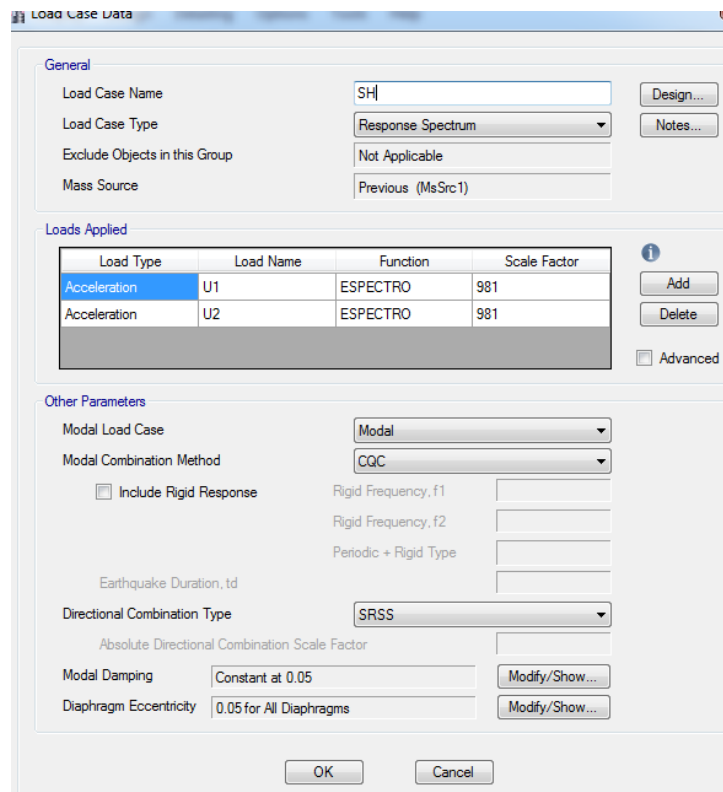 Load Case Data
General
Load Case Name SH Design...
Load Case Type Response Spectrum Notes...
Exclude Objects in this Group Not Applicable
Mass Source Previous (MsSrc1)
Loads Applied
Load Type Load Name Function Scale Factor
Acceleration U1 ESPECTRO 981 Add
Acceleration U2 ESPECTRO 981 Delete
Advanced
Other Parameters
Modal Load Case Modal
Modal Combination Method CQC
Include Rigid Response Rigid Frequency, f1
Rigid Frequency, f2
Periodic + Rigid Type
Earthquake Duration, td
Directional Combination Type SRSS
Absolute Directional Combination Scale Factor
Modal Damping Constant at 0.05 Modify/Show...
Diaphragm Eccentricity 0.05 for All Diaphragms Modify/Show...
OK Cancel